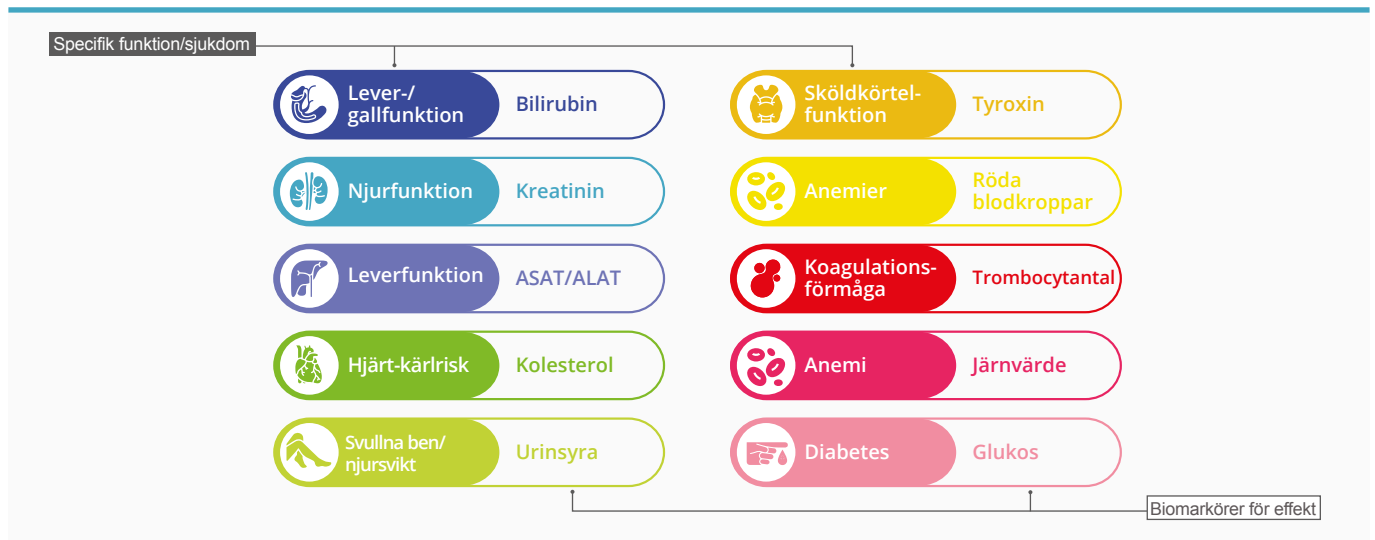 Specifik funktion/sjukdom
Lever-/
gallfunktion
Bilirubin
Njurfunktion
Kreatinin
Leverfunktion
ASAT/ALAT
Hjärt-kärlrisk
Kolesterol
Svullna ben/
njursvikt
Urinsyra
Sköldkörtel-
funktion
Tyroxin
Anemier
Röda
blodkroppar
Koagulations-
förmåga
Trombocytantal
Anemi
Järnvärde
Diabetes
Glukos
Biomarkörer för effekt